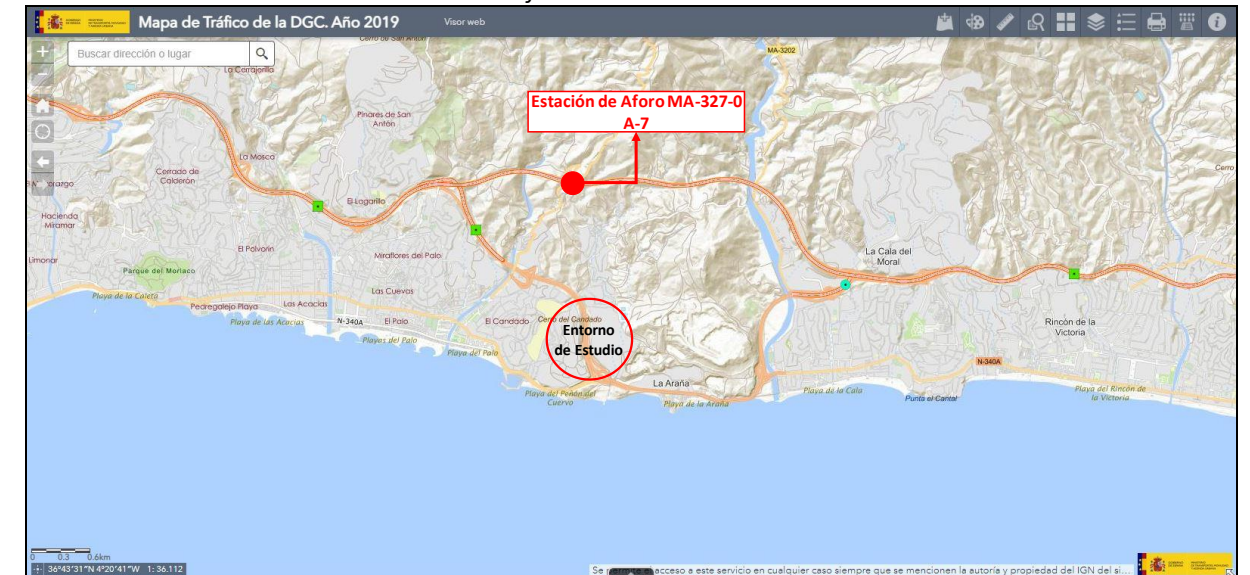 Mapa de Tráfico de la DGC. Año 2019
Visor web
Buscar dirección o lugar
Cerro de San Antón
MA-3202
La Carrajerilla
Estación de Aforo MA-327-0
A-7
Pinares de San
Antón
La Mosca
Cerrado de
Calderón
Cerro
Hacienda
Miramar
El Lagarillo
El Polvorín
Miraflores del Palo
La Cala del
Moral
Limonar
Parque del Morlaco
Las Cuevas
Playa de la Caleta
Pedregalejo Playa
Las Acacias
Playa de las Acacias
N-340A
El Palo
El Candado
Cerro del Candado
Entorno
de Estudio
Rincón de la
Victoria
Playas del Palo
Playa del Palo
N-340A
La Araña
Playa del Peñón del
Cuervo
Playa de la Araña
Playa de la Cala
Punta el Cantal
Playa del Rincón de
la Victoria
0 0.3 0.6km
36°43'31"N 4°20'41"W 1: 36.112
acceso a este servicio en cualquier caso siempre que se mencionen la autoría y propiedad del IGN del si...